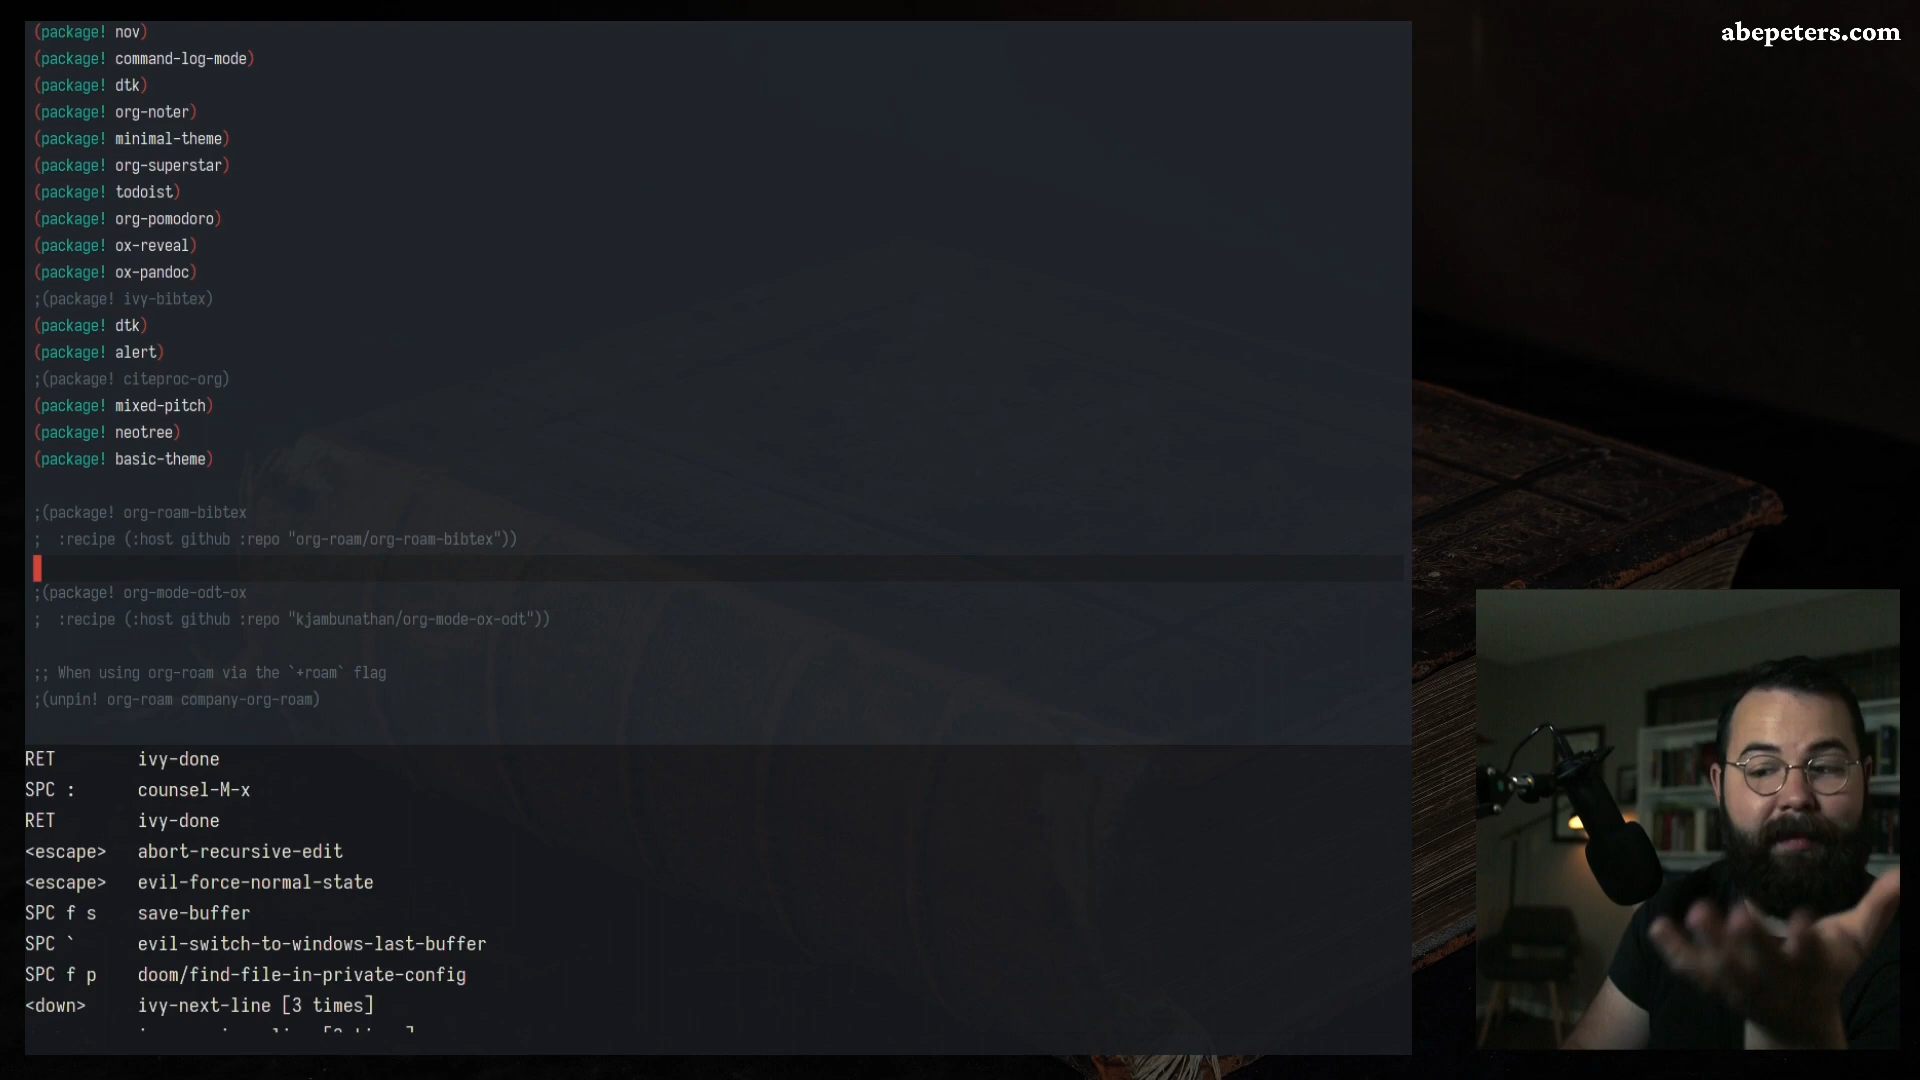 abepeters.com
(package! nov)
(package! command-log-mode)
(package! dtk)
(package! org-noter)
(package! minimal-theme)
(package! org-superstar)
(package! todoist)
(package! org-pomodoro)
(package! ox-reveal)
(package! ox-pandoc)
;(package! ivy-bibtex)
(package! dtk)
(package! alert)
;(package! citeproc-org)
(package! mixed-pitch)
(package! neotree)
(package! basic-theme)
;(package! org-roam-bibtex
;  :recipe (:host github :repo "org-roam/org-roam-bibtex"))
;(package! org-mode-odt-ox
;  :recipe (:host github :repo "kjambunathan/org-mode-ox-odt"))
;; When using org-roam via the `+roam` flag
;(unpin! org-roam company-org-roam)
RET ivy-done
SPC : counsel-M-x
RET ivy-done
<escape> abort-recursive-edit
<escape> evil-force-normal-state
SPC f s save-buffer
SPC ` evil-switch-to-windows-last-buffer
SPC f p doom/find-file-in-private-config
<down> ivy-next-line [3 times]